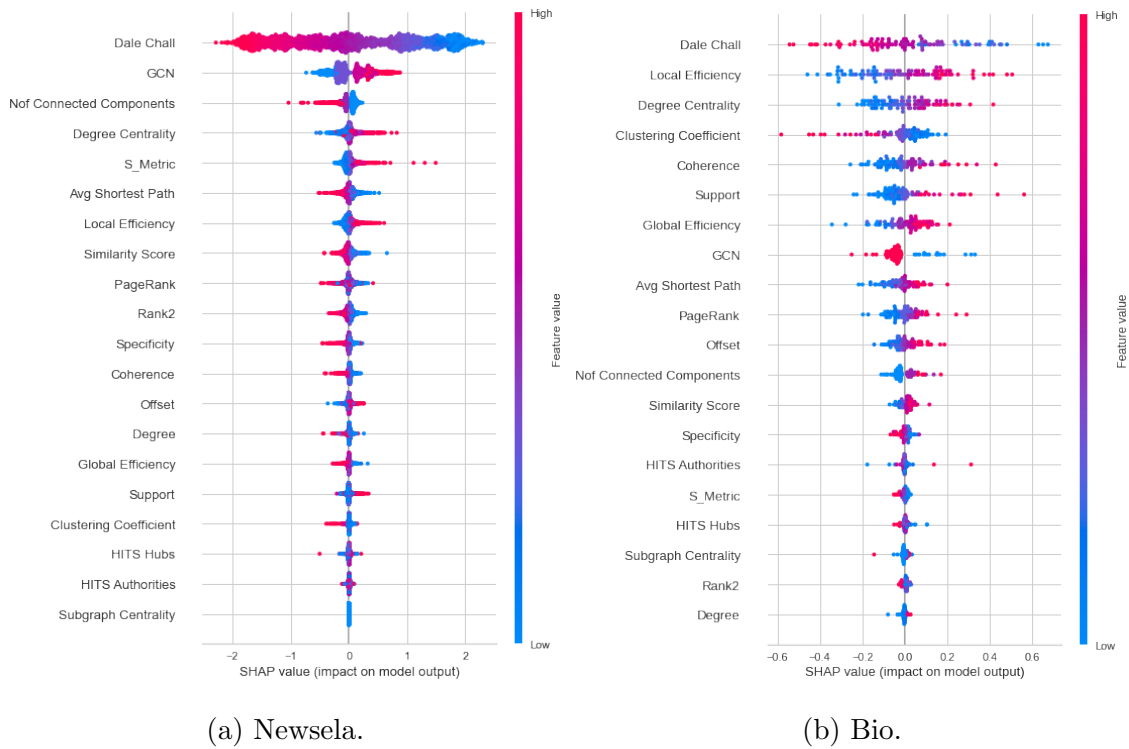 High
Dale Chall
GCN
Nof Connected Components
Degree Centrality
S_Metric
Avg Shortest Path
Local Efficiency
Similarity Score
PageRank
Rank2
Specificity
Coherence
Offset
Degree
Global Efficiency
Support
Clustering Coefficient
HITS Hubs
HITS Authorities
Subgraph Centrality
Feature value
Low
−2 −1 0 1 2
SHAP value (impact on model output)
(a) Newsela.
High
Dale Chall
Local Efficiency
Degree Centrality
Clustering Coefficient
Coherence
Support
Global Efficiency
GCN
Avg Shortest Path
PageRank
Offset
Nof Connected Components
Similarity Score
Specificity
HITS Authorities
S_Metric
HITS Hubs
Subgraph Centrality
Rank2
Degree
Feature value
Low
−0.6 −0.4 −0.2 0.0 0.2 0.4 0.6
SHAP value (impact on model output)
(b) Bio.